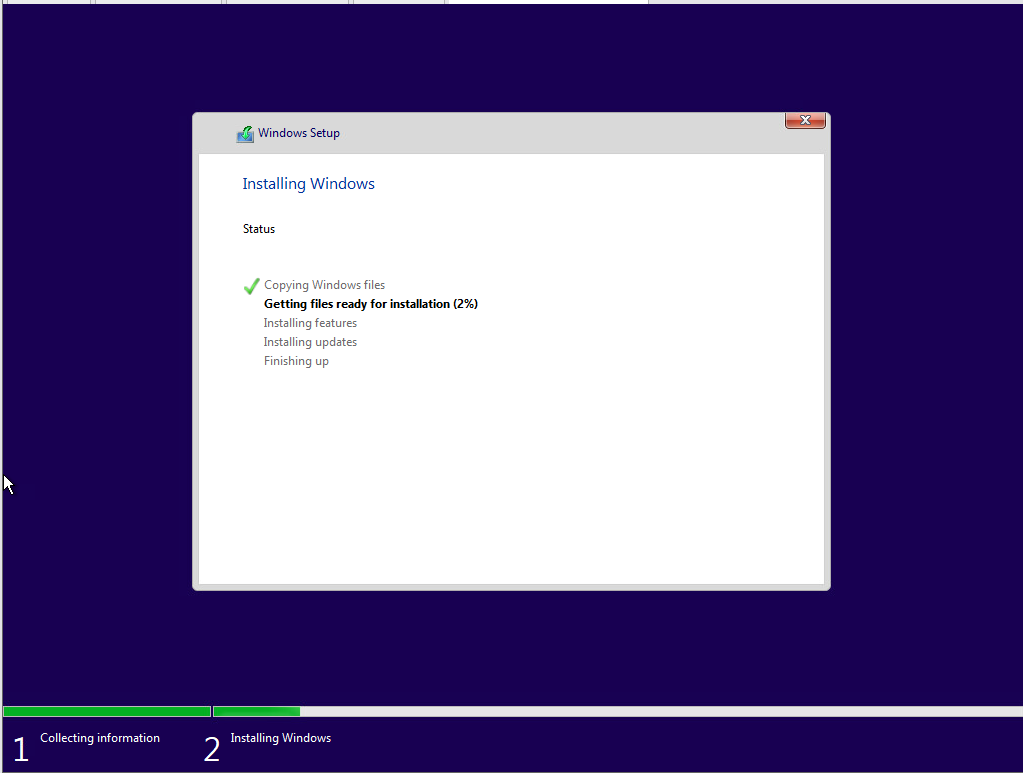 Windows Setup
Installing Windows
Status
Copying Windows files
Getting files ready for installation (2%)
Installing features
Installing updates
Finishing up
1 Collecting information 2 Installing Windows